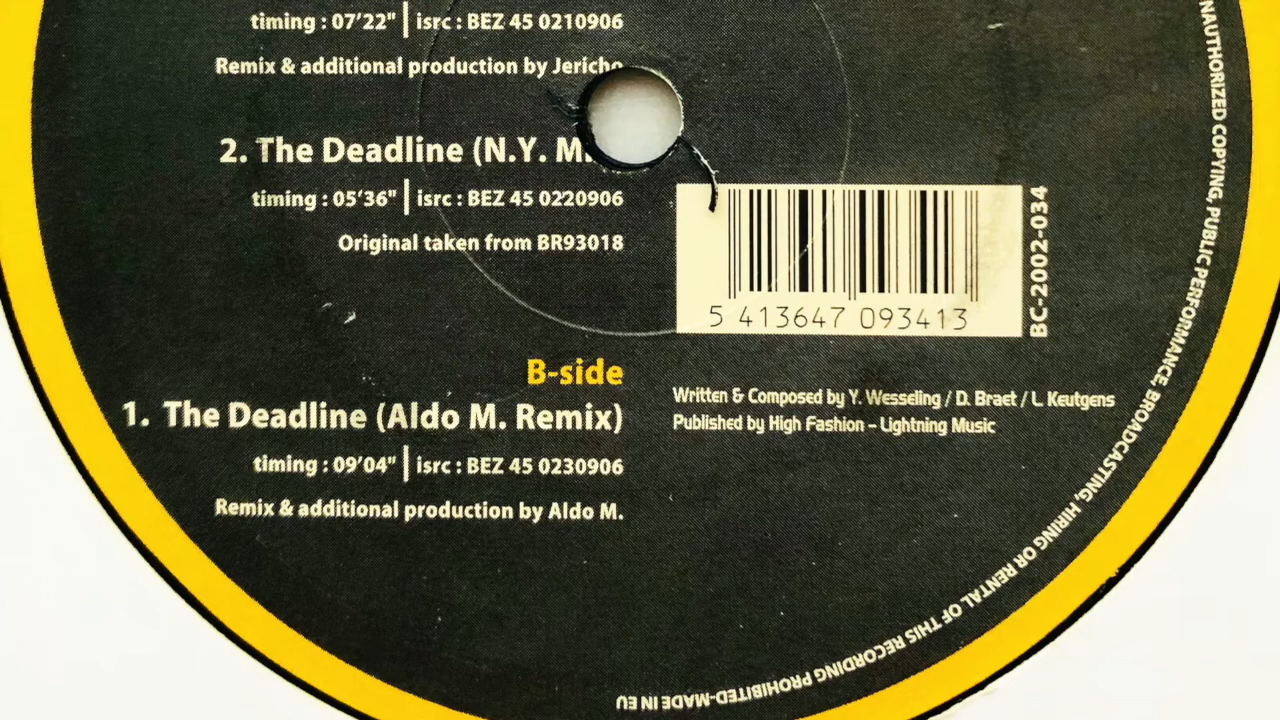 timing : 07'22" | isrc : BEZ 45 0210906
Remix & additional production by Jericho
2. The Deadline (N.Y. M
timing : 05'36" | isrc : BEZ 45 0220906
Original taken from BR93018
B-side
1. The Deadline (Aldo M. Remix)
timing : 09'04" | isrc : BEZ 45 0230906
Remix & additional production by Aldo M.
5 413647 093413
BC-2002-034
Written & Composed by Y. Wesseling / D. Braet / L. Keutgens
Published by High Fashion – Lightning Music
NAUTHORIZED COPYING, PUBLIC PERFORMANCE, BROADCASTING, HIRING OR RENTAL OF THIS RECORDING PROHIBITED-MADE IN EU